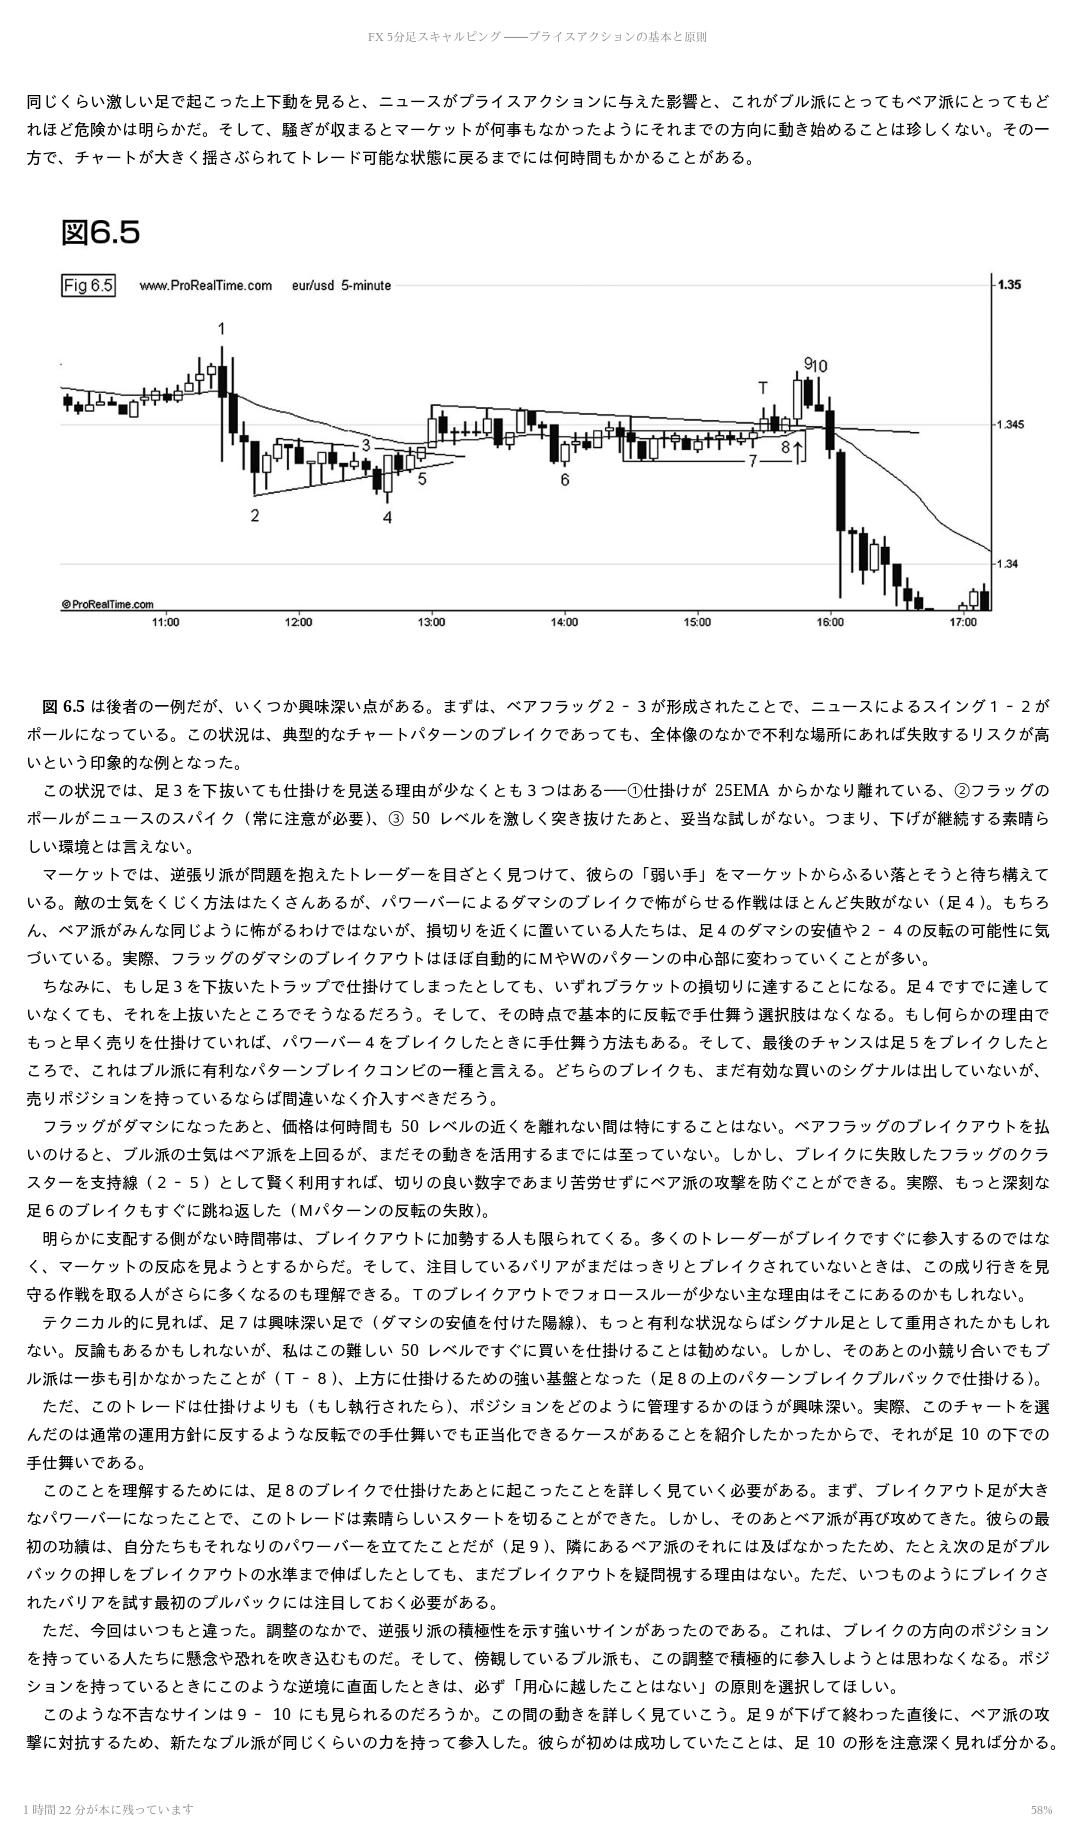 FX 5分足スキャルピング ――プライスアクションの基本と原則
同じくらい激しい足で起こった上下動を見ると、ニュースがプライスアクションに与えた影響と、これがブル派にとってもベア派にとってもど
れほど危険かは明らかだ。そして、騒ぎが収まるとマーケットが何事もなかったようにそれまでの方向に動き始めることは珍しくない。その一
方で、チャートが大きく揺さぶられてトレード可能な状態に戻るまでには何時間もかかることがある。
図6.5
Fig 6.5 www.ProRealTime.com eur/usd 5-minute
1.35
1
9 10
T
1.345
3
8
7
5
6
2
4
1.34
©ProRealTime.com
11:00 12:00 13:00 14:00 15:00 16:00 17:00
図 6.5 は後者の一例だが、いくつか興味深い点がある。まずは、ベアフラッグ２‐３が形成されたことで、ニュースによるスイング１‐２が
ポールになっている。この状況は、典型的なチャートパターンのブレイクであっても、全体像のなかで不利な場所にあれば失敗するリスクが高
いという印象的な例となった。
この状況では、足３を下抜いても仕掛けを見送る理由が少なくとも３つはある──①仕掛けが 25EMA からかなり離れている、②フラッグの
ポールがニュースのスパイク（常に注意が必要）、③ 50 レベルを激しく突き抜けたあと、妥当な試しがない。つまり、下げが継続する素晴ら
しい環境とは言えない。
マーケットでは、逆張り派が問題を抱えたトレーダーを目ざとく見つけて、彼らの「弱い手」をマーケットからふるい落とそうと待ち構えて
いる。敵の士気をくじく方法はたくさんあるが、パワーバーによるダマシのブレイクで怖がらせる作戦はほとんど失敗がない（足４）。もちろ
ん、ベア派がみんな同じように怖がるわけではないが、損切りを近くに置いている人たちは、足４のダマシの安値や２‐４の反転の可能性に気
づいている。実際、フラッグのダマシのブレイクアウトはほぼ自動的にＭやＷのパターンの中心部に変わっていくことが多い。
ちなみに、もし足３を下抜いたトラップで仕掛けてしまったとしても、いずれブラケットの損切りに達することになる。足４ですでに達して
いなくても、それを上抜いたところでそうなるだろう。そして、その時点で基本的に反転で手仕舞う選択肢はなくなる。もし何らかの理由で
もっと早く売りを仕掛けていれば、パワーバー４をブレイクしたときに手仕舞う方法もある。そして、最後のチャンスは足５をブレイクしたと
ころで、これはブル派に有利なパターンブレイクコンビの一種と言える。どちらのブレイクも、まだ有効な買いのシグナルは出していないが、
売りポジションを持っているならば間違いなく介入すべきだろう。
フラッグがダマシになったあと、価格は何時間も 50 レベルの近くを離れない間は特にすることはない。ベアフラッグのブレイクアウトを払
いのけると、ブル派の士気はベア派を上回るが、まだその動きを活用するまでには至っていない。しかし、ブレイクに失敗したフラッグのクラ
スターを支持線（２‐５）として賢く利用すれば、切りの良い数字であまり苦労せずにベア派の攻撃を防ぐことができる。実際、もっと深刻な
足６のブレイクもすぐに跳ね返した（Ｍパターンの反転の失敗）。
明らかに支配する側がない時間帯は、ブレイクアウトに加勢する人も限られてくる。多くのトレーダーがブレイクですぐに参入するのではな
く、マーケットの反応を見ようとするからだ。そして、注目しているバリアがまだはっきりとブレイクされていないときは、この成り行きを見
守る作戦を取る人がさらに多くなるのも理解できる。Ｔのブレイクアウトでフォロースルーが少ない主な理由はそこにあるのかもしれない。
テクニカル的に見れば、足７は興味深い足で（ダマシの安値を付けた陽線）、もっと有利な状況ならばシグナル足として重用されたかもしれ
ない。反論もあるかもしれないが、私はこの難しい 50 レベルですぐに買いを仕掛けることは勧めない。しかし、そのあとの小競り合いでもブ
ル派は一歩も引かなかったことが（Ｔ‐８）、上方に仕掛けるための強い基盤となった（足８の上のパターンブレイクプルバックで仕掛ける）。
ただ、このトレードは仕掛けよりも（もし執行されたら）、ポジションをどのように管理するかのほうが興味深い。実際、このチャートを選
んだのは通常の運用方針に反するような反転での手仕舞いでも正当化できるケースがあることを紹介したかったからで、それが足 10 の下での
手仕舞いである。
このことを理解するためには、足８のブレイクで仕掛けたあとに起こったことを詳しく見ていく必要がある。まず、ブレイクアウト足が大き
なパワーバーになったことで、このトレードは素晴らしいスタートを切ることができた。しかし、そのあとベア派が再び攻めてきた。彼らの最
初の功績は、自分たちもそれなりのパワーバーを立てたことだが（足９）、隣にあるベア派のそれには及ばなかったため、たとえ次の足がプル
バックの押しをブレイクアウトの水準まで伸ばしたとしても、まだブレイクアウトを疑問視する理由はない。ただ、いつものようにブレイクさ
れたバリアを試す最初のプルバックには注目しておく必要がある。
ただ、今回はいつもと違った。調整のなかで、逆張り派の積極性を示す強いサインがあったのである。これは、ブレイクの方向のポジション
を持っている人たちに懸念や恐れを吹き込むものだ。そして、傍観しているブル派も、この調整で積極的に参入しようとは思わなくなる。ポジ
ションを持っているときにこのような逆境に直面したときは、必ず「用心に越したことはない」の原則を選択してほしい。
このような不吉なサインは９‐ 10 にも見られるのだろうか。この間の動きを詳しく見ていこう。足９が下げて終わった直後に、ベア派の攻
撃に対抗するため、新たなブル派が同じくらいの力を持って参入した。彼らが初めは成功していたことは、足 10 の形を注意深く見れば分かる。
1 時間 22 分が本に残っています
58%